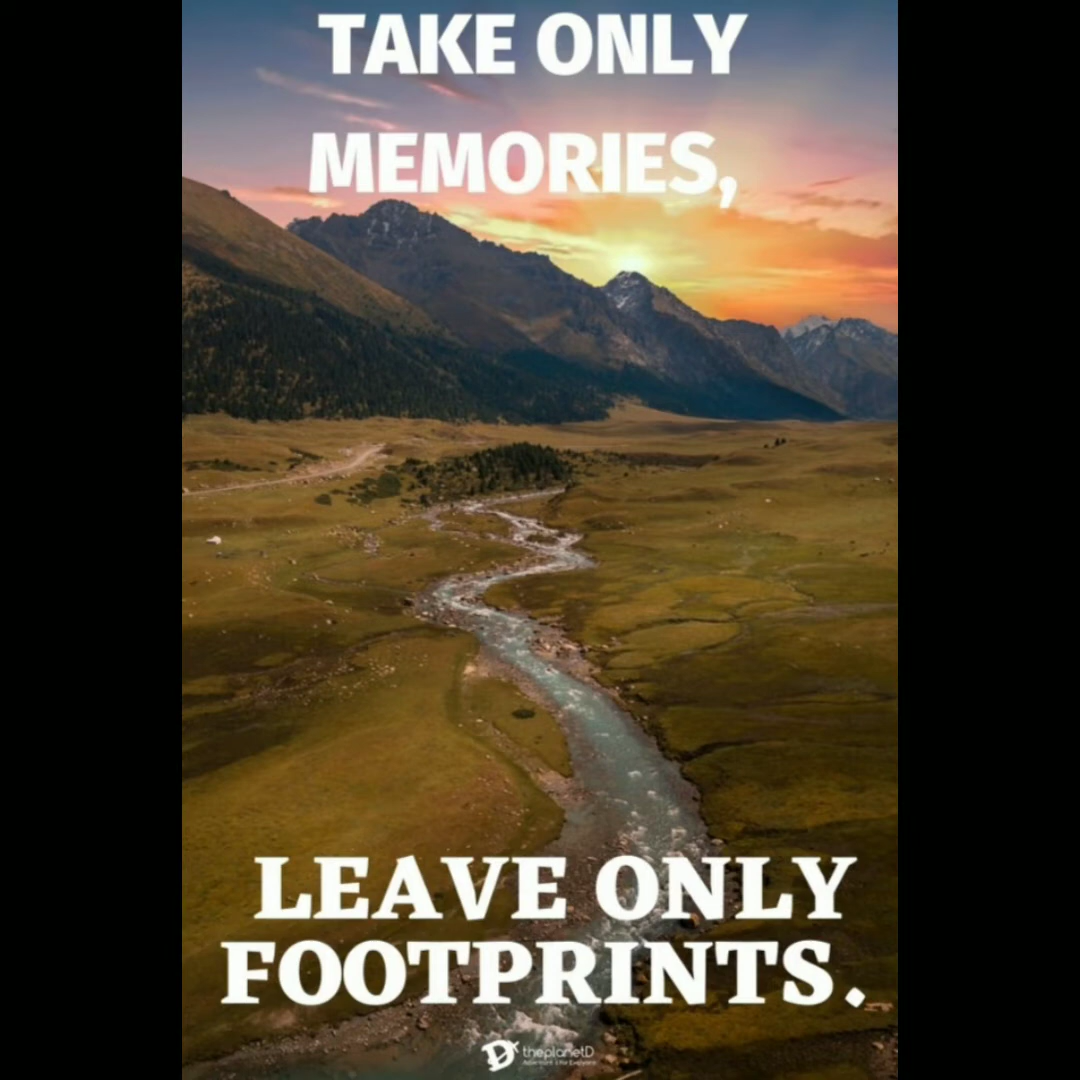 TAKE ONLY
MEMORIES,
LEAVE ONLY
FOOTPRINTS.
theplanetD